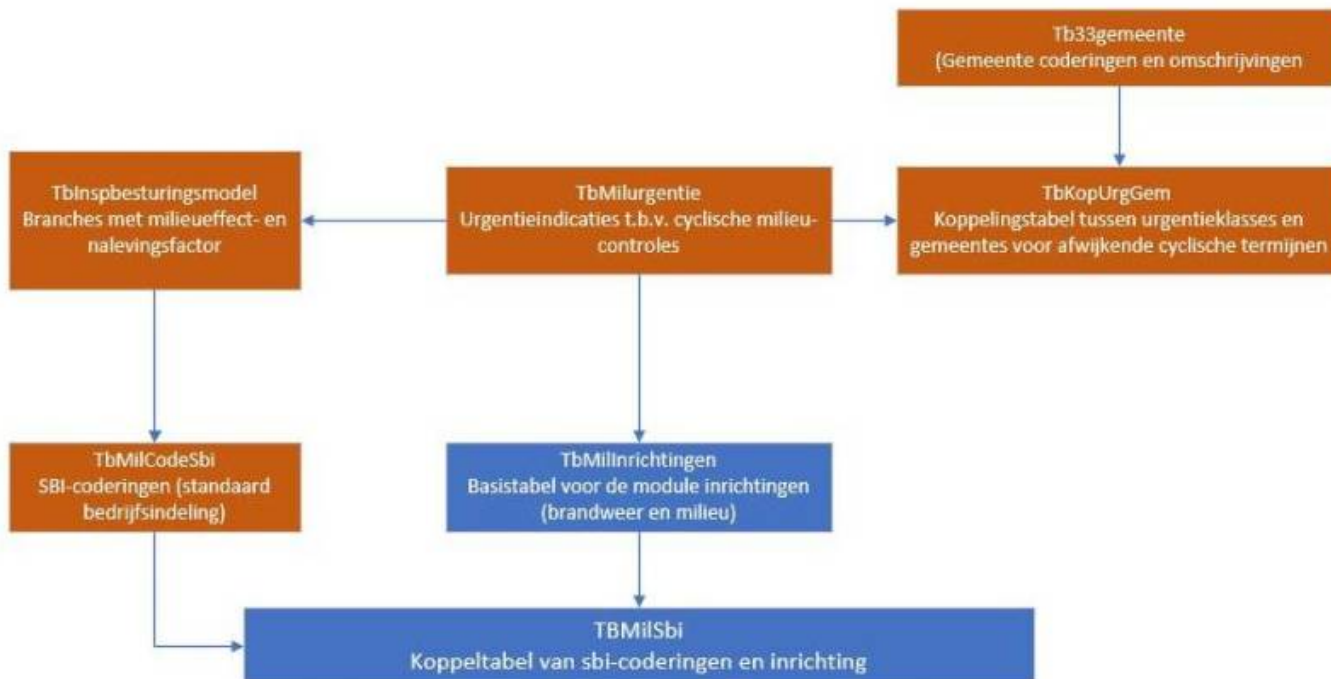 Tb33gemeente
(Gemeente coderingen en omschrijvingen
TbInspbesturingsmodel
Branches met milieueffect- en
nalevingsfactor
TbMilurgentie
Urgentieindicaties t.b.v. cyclische milieu-
controles
TbKopUrgGem
Koppelingstabel tussen urgentieklasses en
gemeentes voor afwijkende cyclische termijnen
TbMilCodeSbi
SBI-coderingen (standaard
bedrijfsindeling)
TbMilInrichtingen
Basistabel voor de module inrichtingen
(brandweer en milieu)
TBMilSbi
Koppeltabel van sbi-coderingen en inrichting